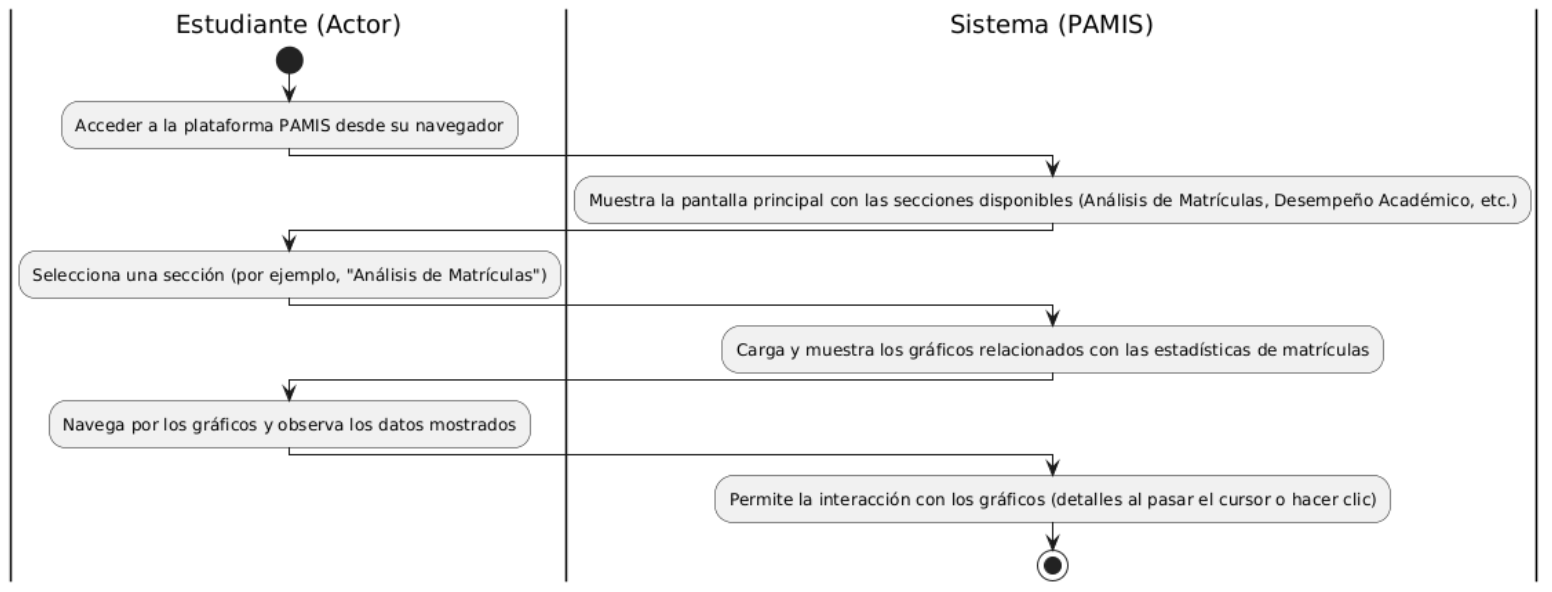 Estudiante (Actor)
Sistema (PAMIS)
Acceder a la plataforma PAMIS desde su navegador
Muestra la pantalla principal con las secciones disponibles (Análisis de Matrículas, Desempeño Académico, etc.)
Selecciona una sección (por ejemplo, "Análisis de Matrículas")
Carga y muestra los gráficos relacionados con las estadísticas de matrículas
Navega por los gráficos y observa los datos mostrados
Permite la interacción con los gráficos (detalles al pasar el cursor o hacer clic)